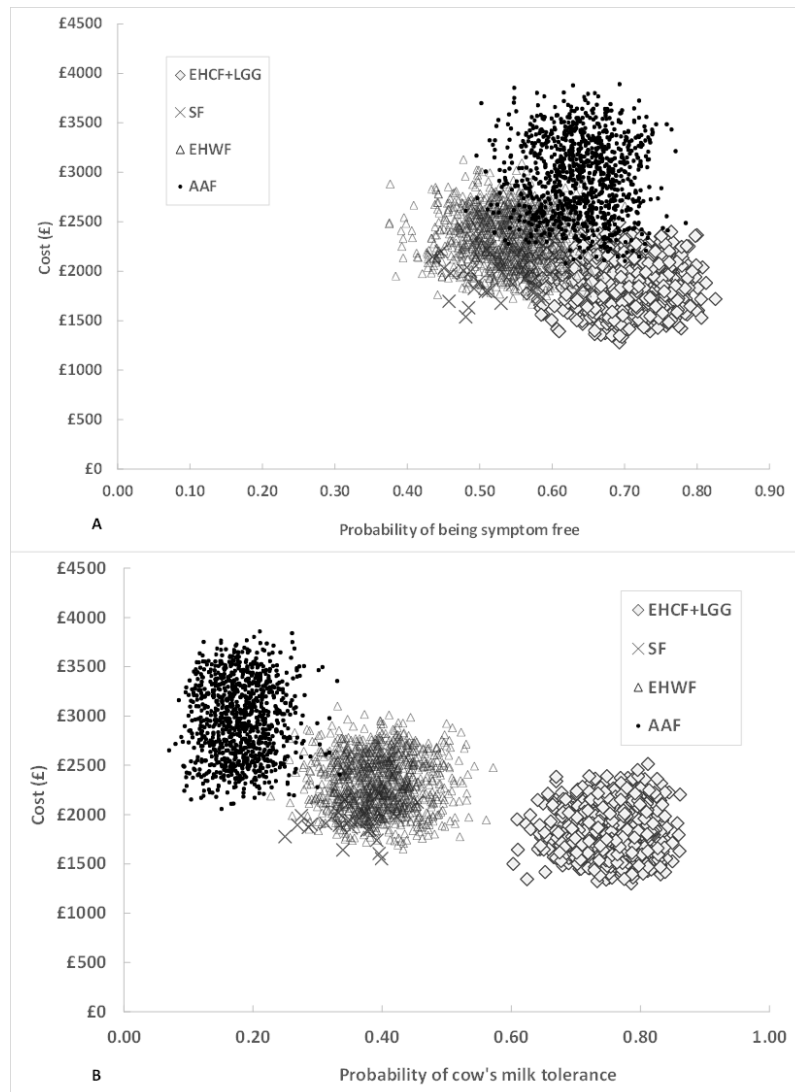 £4500
£4000
£3500
£3000
£2500
£2000
£1500
£1000
£500
£0
Cost (£)
EHCF+LGG
SF
EHWF
AAF
0.00 0.10 0.20 0.30 0.40 0.50 0.60 0.70 0.80 0.90
A
Probability of being symptom free
£4500
£4000
£3500
£3000
£2500
£2000
£1500
£1000
£500
£0
Cost (£)
EHCF+LGG
SF
EHWF
AAF
0.00 0.20 0.40 0.60 0.80 1.00
B
Probability of cow's milk tolerance